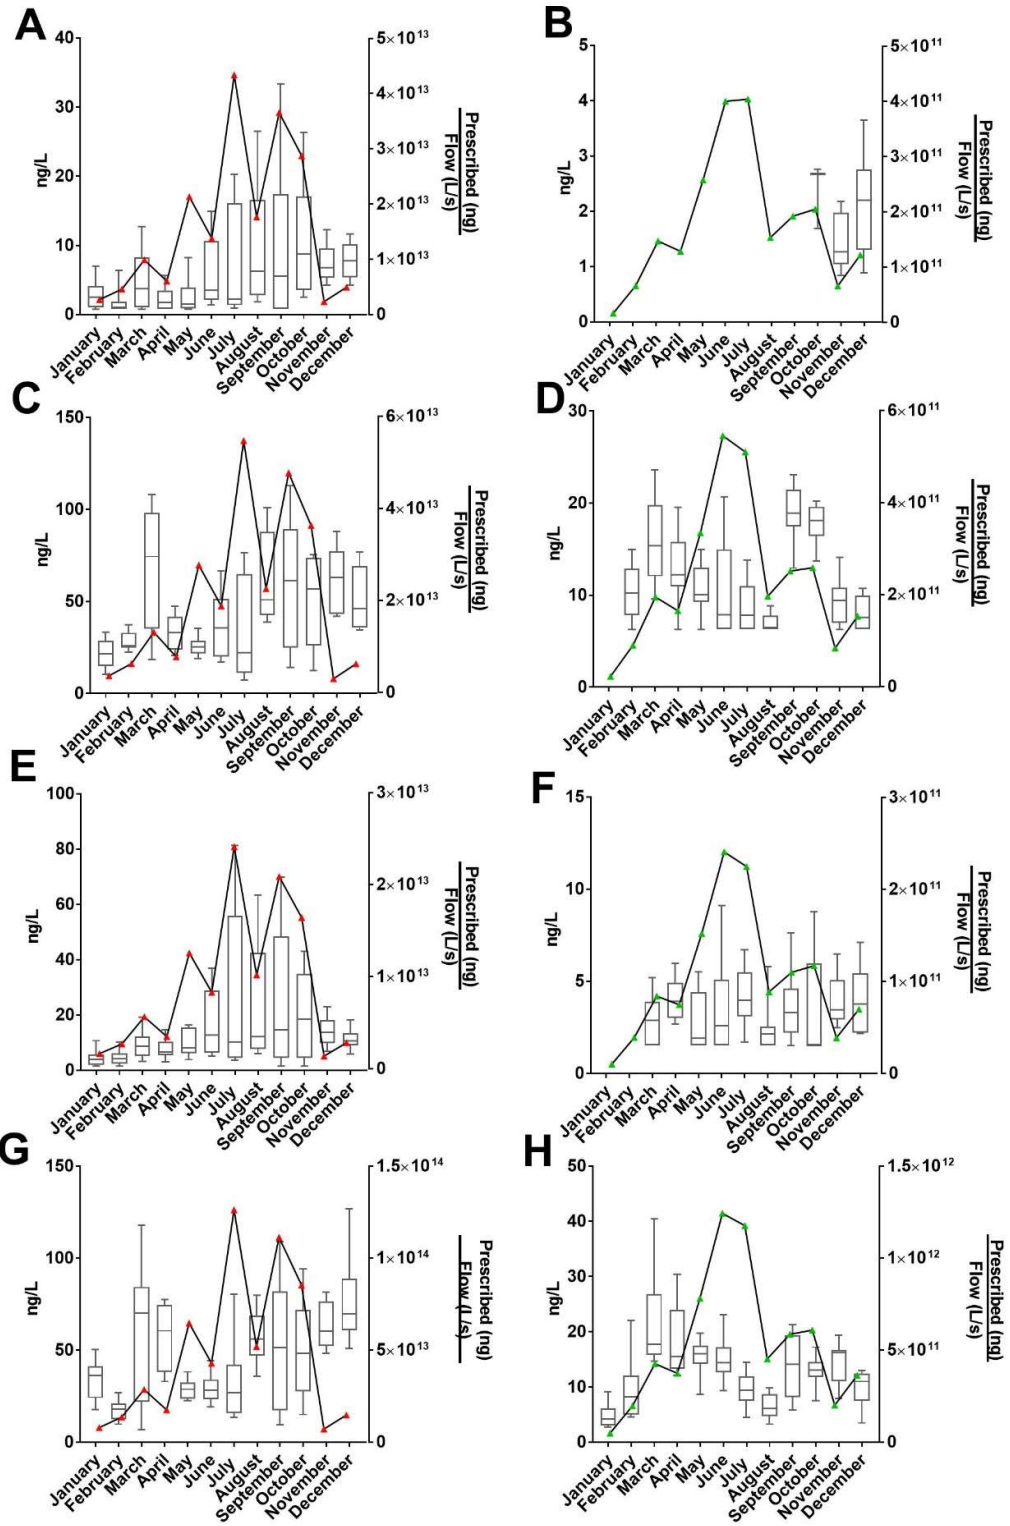 A
40
30
20
10
0
ng/L
5×10¹³
4×10¹³
3×10¹³
2×10¹³
1×10¹³
0
Prescribed (ng)
Flow (L/s)
January
February
March
April
May
June
July
August
September
October
November
December
B
5
4
3
2
1
0
ng/L
5×10¹¹
4×10¹¹
3×10¹¹
2×10¹¹
1×10¹¹
0
Prescribed (ng)
Flow (L/s)
January
February
March
April
May
June
July
August
September
October
November
December
C
150
100
50
0
ng/L
6×10¹³
4×10¹³
2×10¹³
0
Prescribed (ng)
Flow (L/s)
January
February
March
April
May
June
July
August
September
October
November
December
D
30
20
10
0
ng/L
6×10¹¹
4×10¹¹
2×10¹¹
0
Prescribed (ng)
Flow (L/s)
January
February
March
April
May
June
July
August
September
October
November
December
E
100
80
60
40
20
0
ng/L
3×10¹³
2×10¹³
1×10¹³
0
Prescribed (ng)
Flow (L/s)
January
February
March
April
May
June
July
August
September
October
November
December
F
15
10
5
0
ng/L
3×10¹¹
2×10¹¹
1×10¹¹
0
Prescribed (ng)
Flow (L/s)
January
February
March
April
May
June
July
August
September
October
November
December
G
150
100
50
0
ng/L
1.5×10¹⁴
1×10¹⁴
5×10¹³
0
Prescribed (ng)
Flow (L/s)
January
February
March
April
May
June
July
August
September
October
November
December
H
50
40
30
20
10
0
ng/L
1.5×10¹²
1×10¹²
5×10¹¹
0
Prescribed (ng)
Flow (L/s)
January
February
March
April
May
June
July
August
September
October
November
December